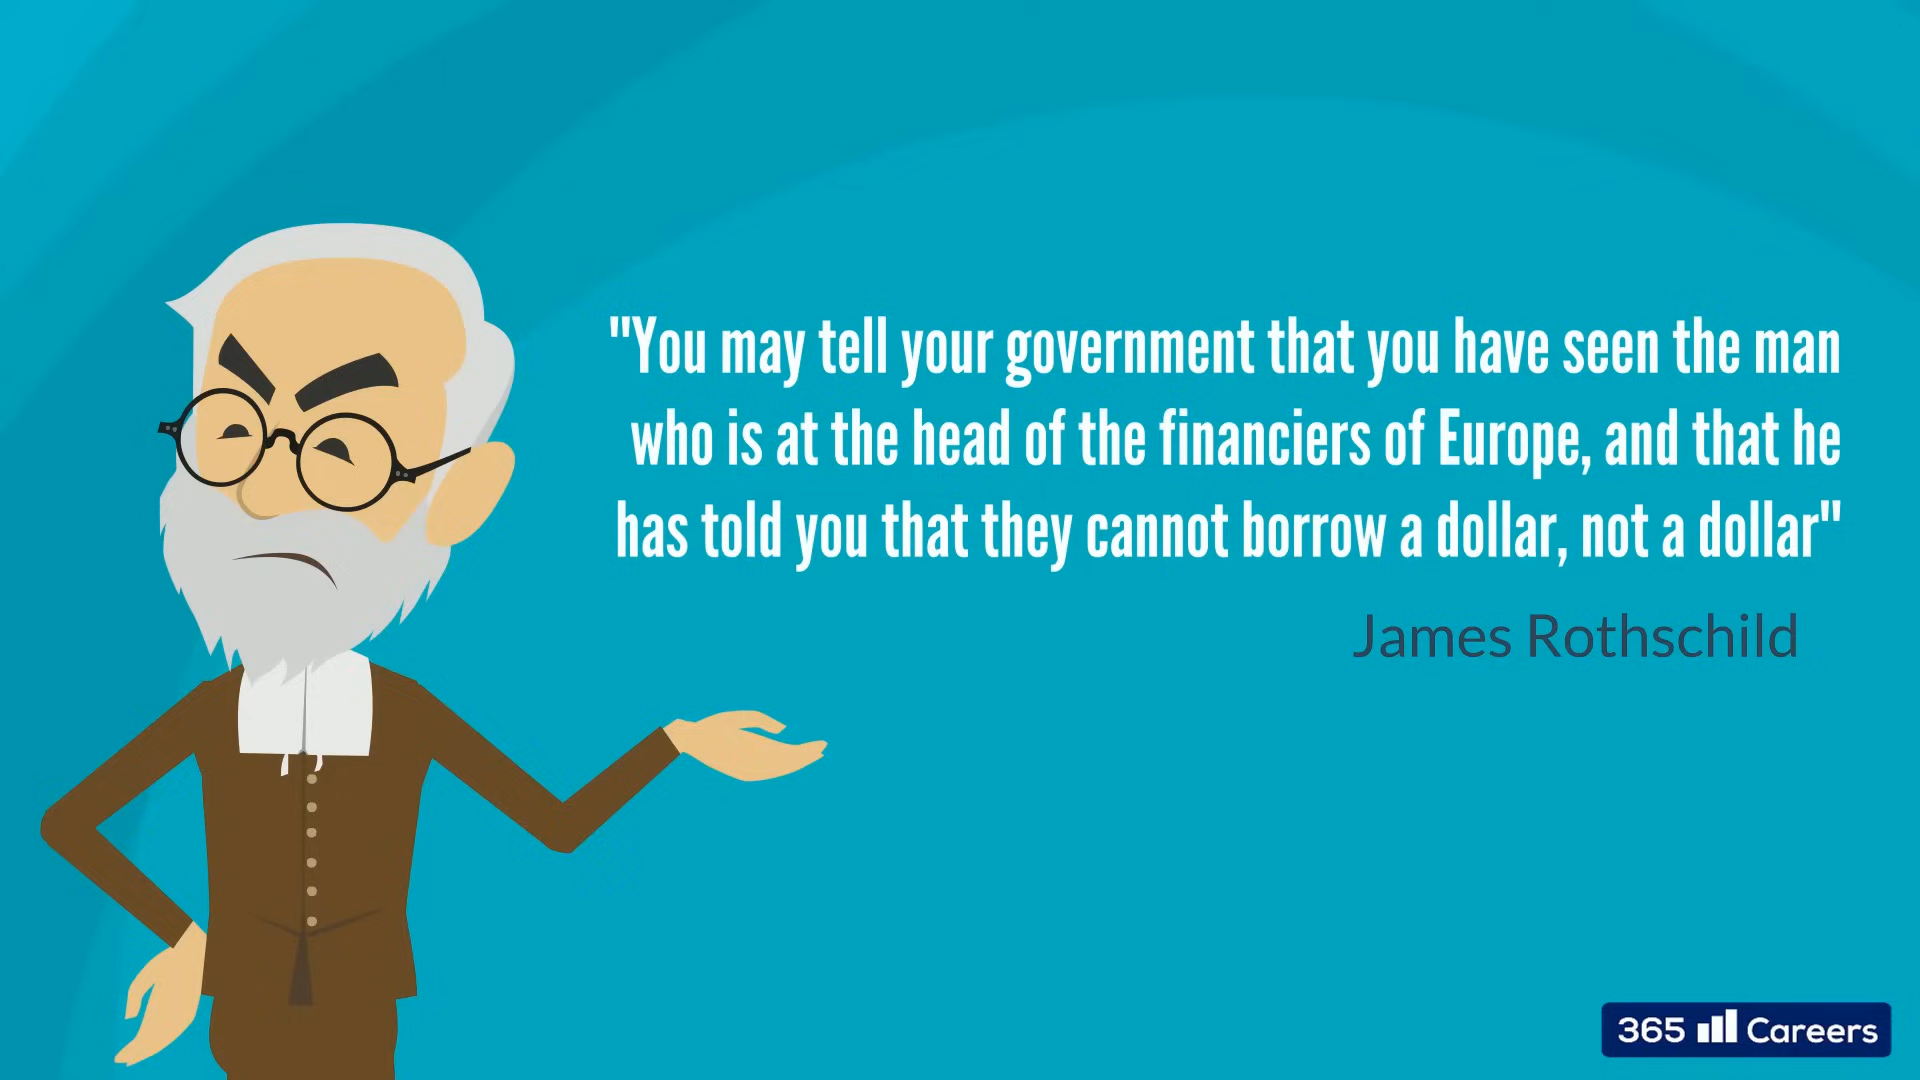 "You may tell your government that you have seen the man
who is at the head of the financiers of Europe, and that he
has told you that they cannot borrow a dollar, not a dollar"
James Rothschild
365 Careers